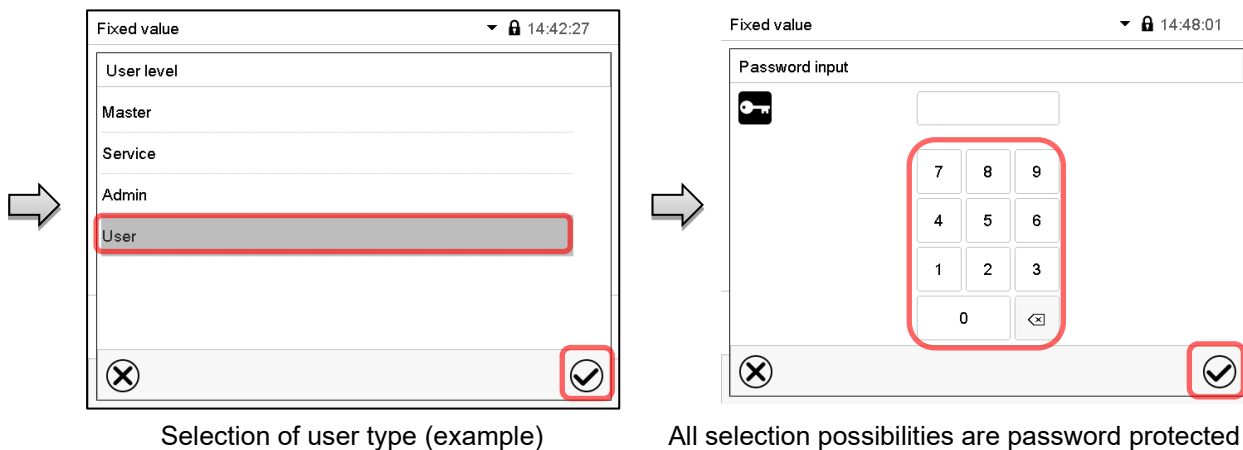 Fixed value 14:42:27
User level
Master
Service
Admin
User
Selection of user type (example)
Fixed value 14:48:01
Password input
7 8 9
4 5 6
1 2 3
0
All selection possibilities are password protected